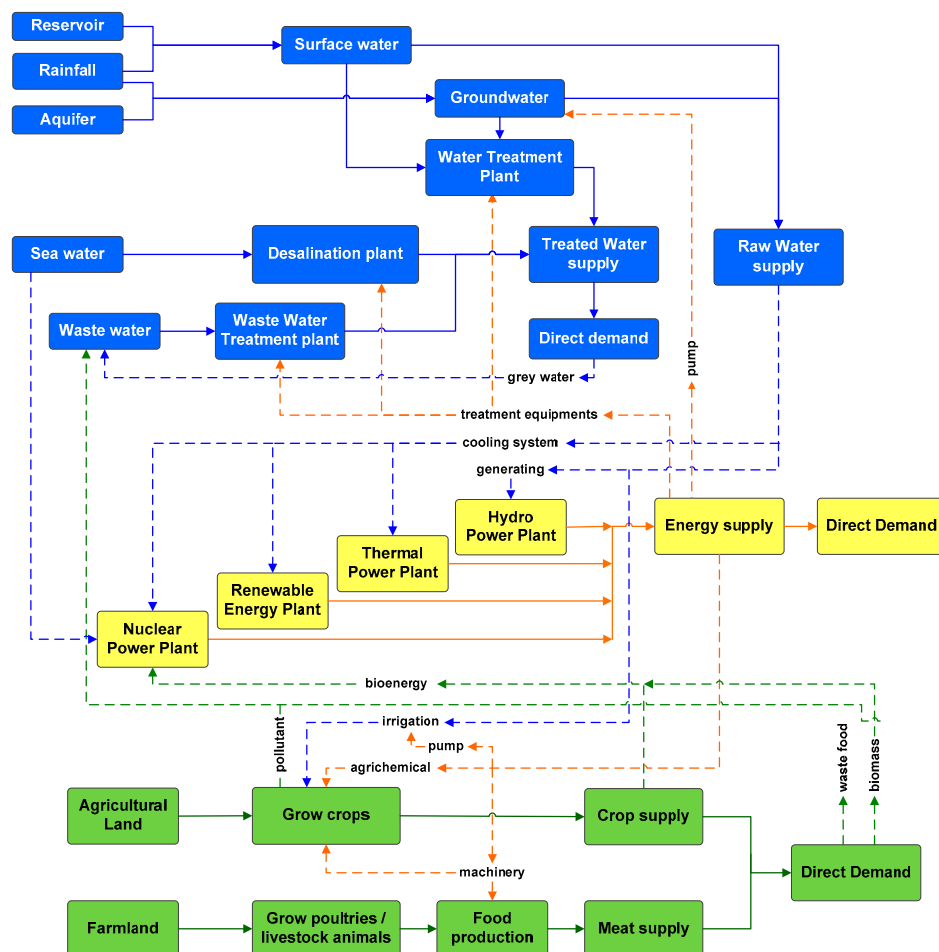 Reservoir
Surface water
Rainfall
Groundwater
Aquifer
Water Treatment
Plant
Sea water
Desalination plant
Treated Water
supply
Raw Water
supply
Waste water
Waste Water
Treatment plant
Direct demand
pump
grey water
treatment equipments
cooling system
generating
Hydro
Power Plant
Energy supply
Direct Demand
Thermal
Power Plant
Renewable
Energy Plant
Nuclear
Power Plant
bioenergy
pollutant
irrigation
pump
agrichemical
waste food
biomass
Agricultural
Land
Grow crops
Crop supply
machinery
Direct Demand
Farmland
Grow poultries /
livestock animals
Food
production
Meat supply